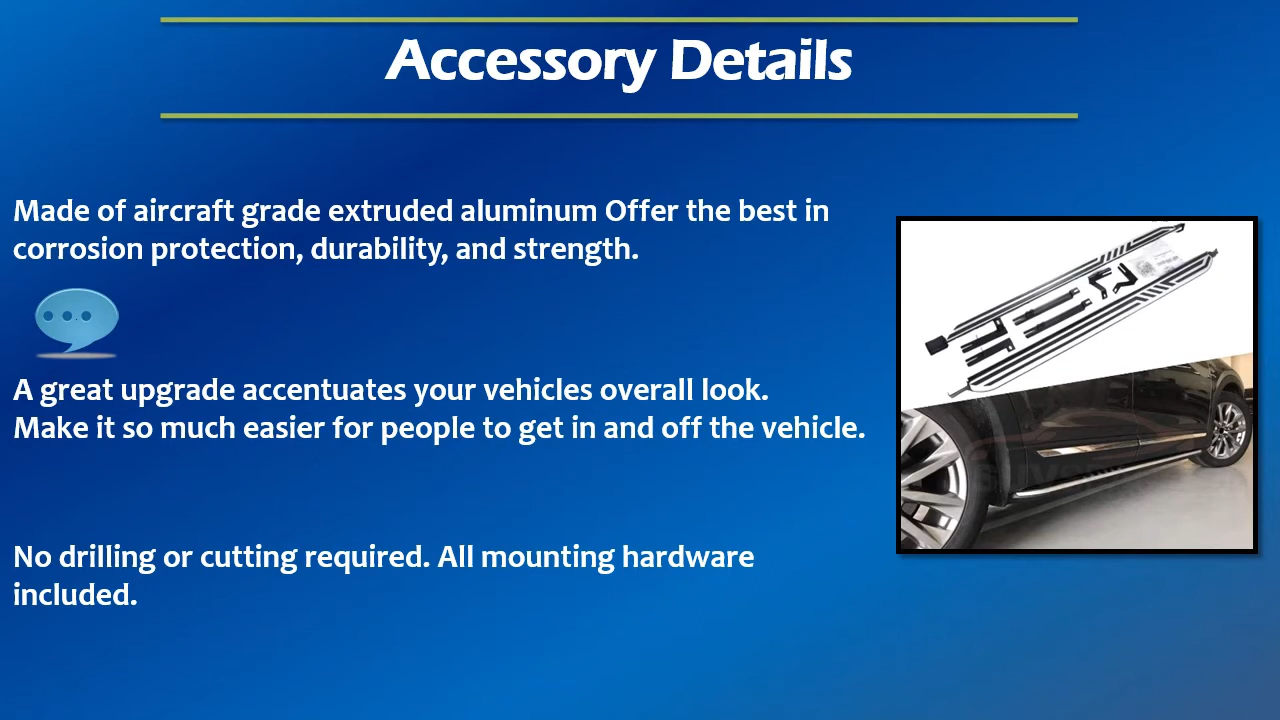 Accessory Details
Made of aircraft grade extruded aluminum Offer the best in
corrosion protection, durability, and strength.
A great upgrade accentuates your vehicles overall look.
Make it so much easier for people to get in and off the vehicle.
No drilling or cutting required. All mounting hardware
included.